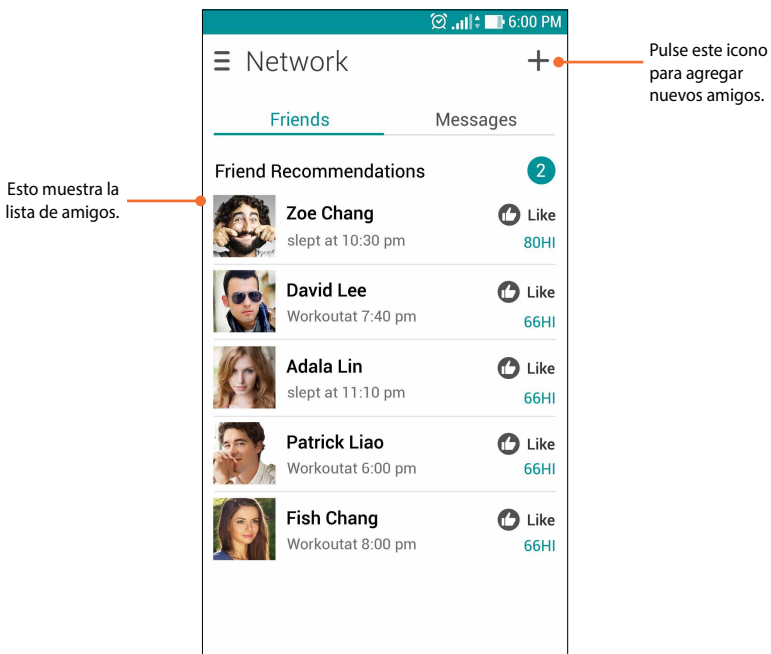 6:00 PM
Network
Pulse este icono
para agregar
nuevos amigos.
Friends
Messages
Friend Recommendations
2
Esto muestra la
lista de amigos.
Zoe Chang
Like
slept at 10:30 pm
80HI
David Lee
Like
Workoutat 7:40 pm
66HI
Adala Lin
Like
slept at 11:10 pm
66HI
Patrick Liao
Like
Workoutat 6:00 pm
66HI
Fish Chang
Like
Workoutat 8:00 pm
66HI